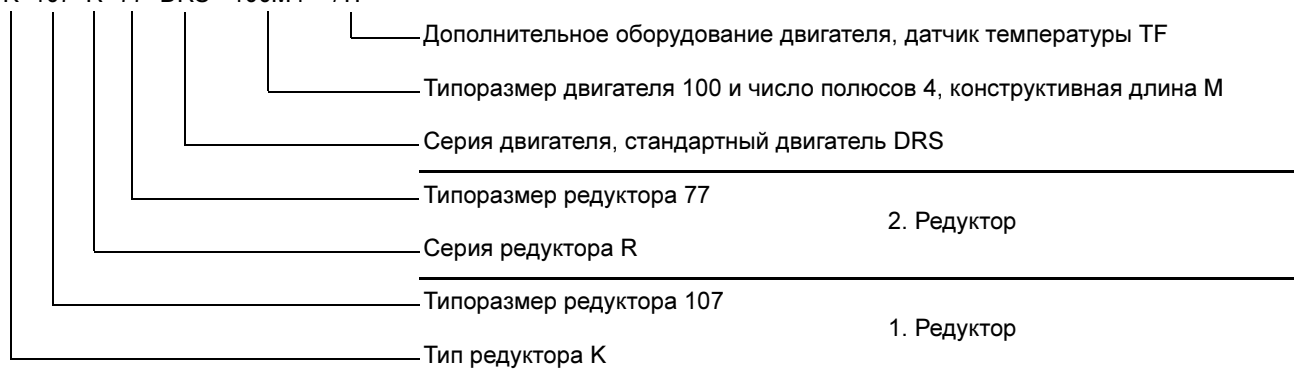 Дополнительное оборудование двигателя, датчик температуры TF
Типоразмер двигателя 100 и число полюсов 4, конструктивная длина M
Серия двигателя, стандартный двигатель DRS
Типоразмер редуктора 77
2. Редуктор
Серия редуктора R
Типоразмер редуктора 107
1. Редуктор
Тип редуктора K